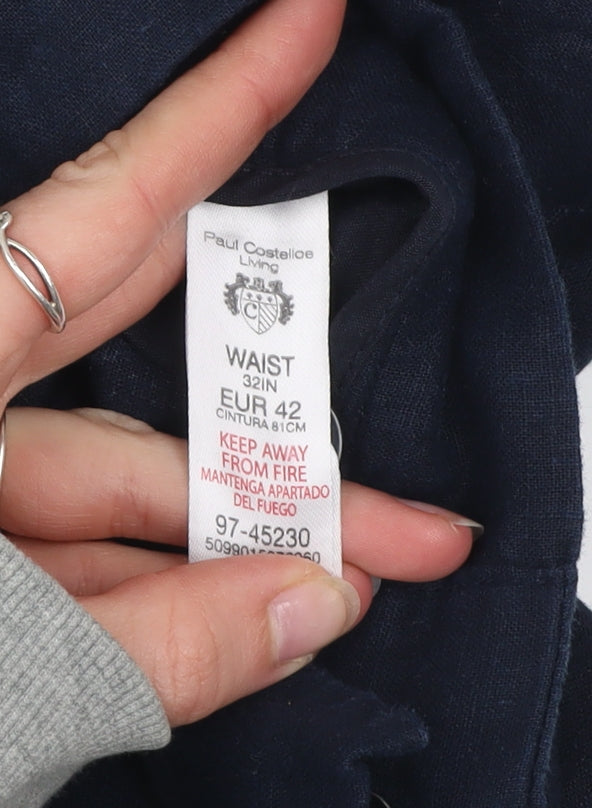 Paul Costelloe
Living
C
WAIST
32IN
EUR 42
CINTURA 81CM
KEEP AWAY
FROM FIRE
MANTENGA APARTADO
DEL FUEGO
97-45230